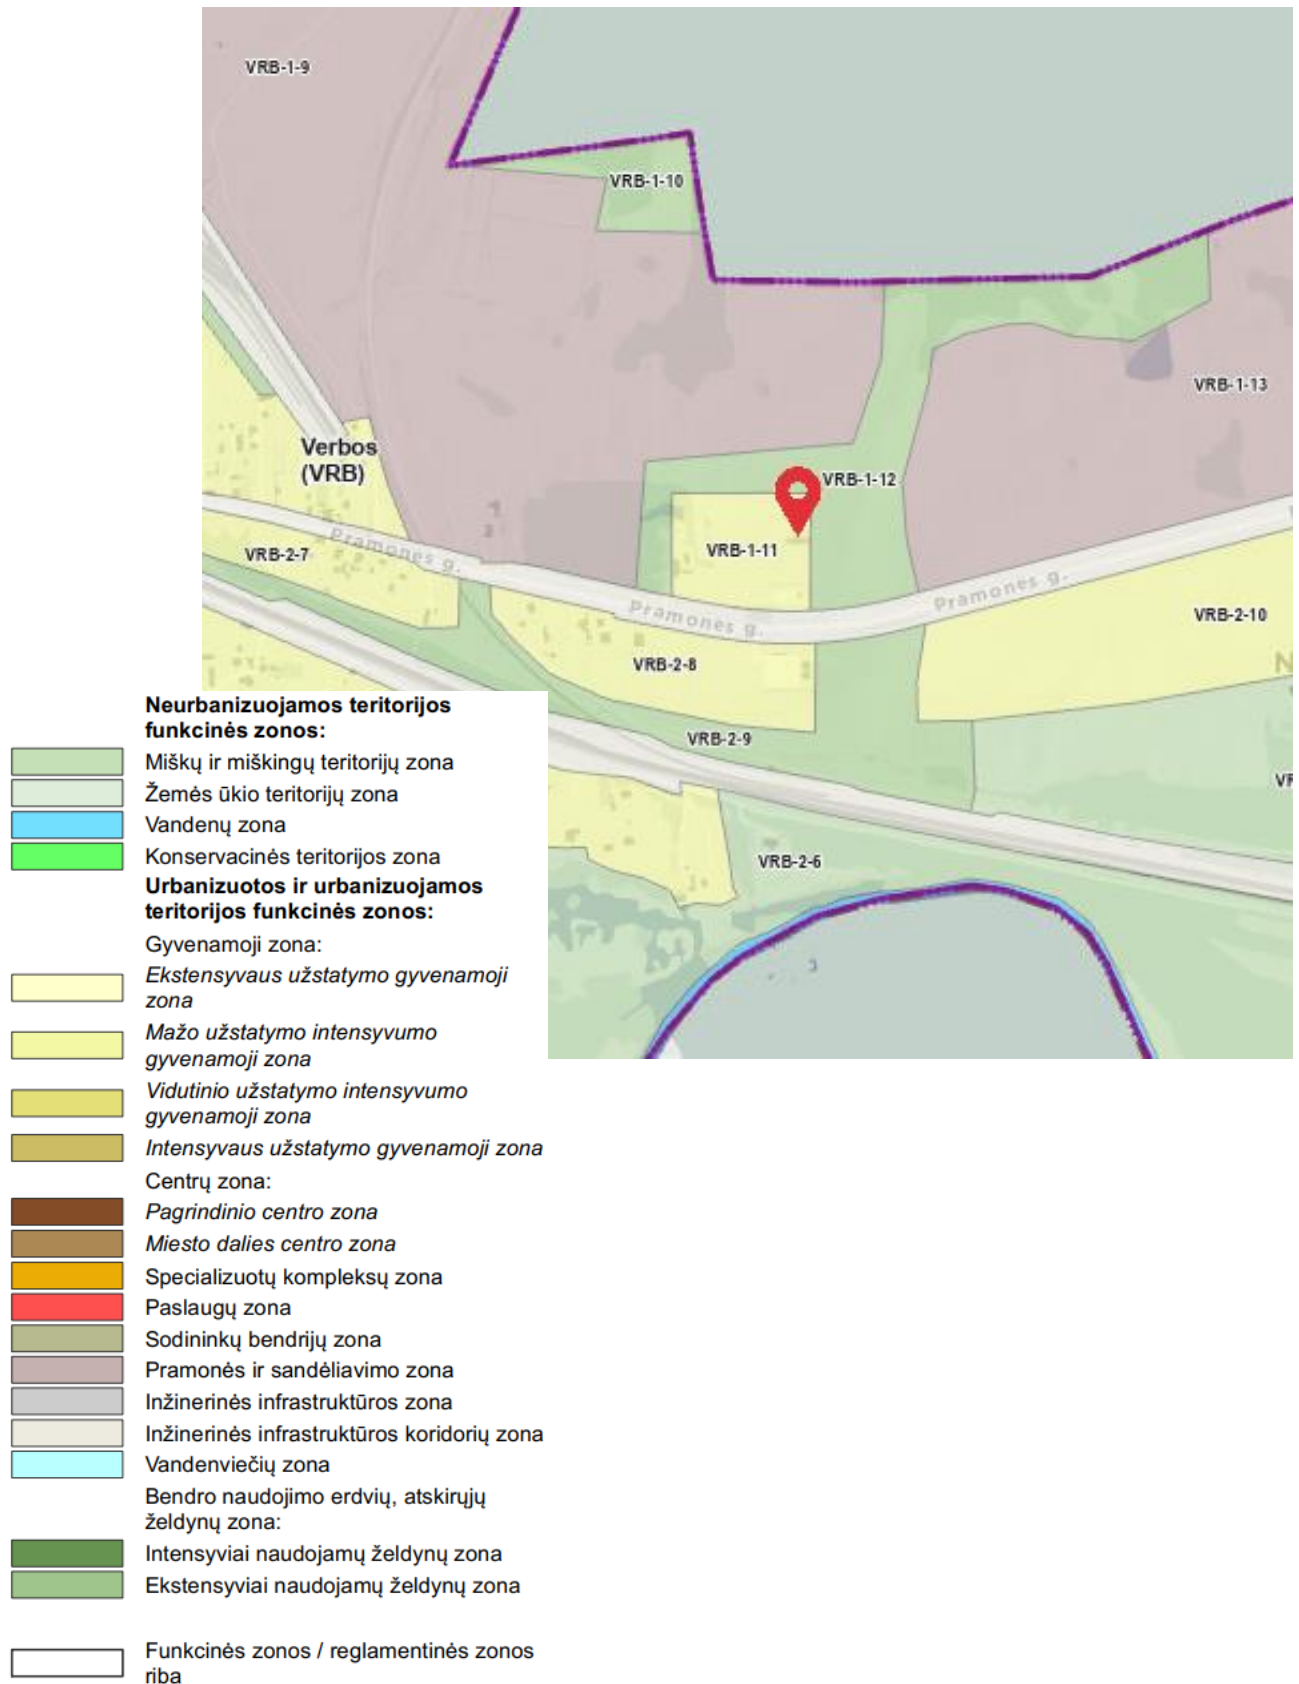 VRB-1-9
VRB-1-10
VRB-1-13
Verbos
(VRB)
VRB-1-12
VRB-1-11
VRB-2-7
Pramonės g.
Pramonės g.
Pramonės g.
VRB-2-10
VRB-2-8
N
VRB-2-9
VRB-2-6
Neurbanizuojamos teritorijos
funkcinės zonos:
Miškų ir miškingų teritorijų zona
Žemės ūkio teritorijų zona
Vandenų zona
Konservacinės teritorijos zona
Urbanizuotos ir urbanizuojamos
teritorijos funkcinės zonos:
Gyvenamoji zona:
Ekstensyvaus užstatymo gyvenamoji
zona
Mažo užstatymo intensyvumo
gyvenamoji zona
Vidutinio užstatymo intensyvumo
gyvenamoji zona
Intensyvaus užstatymo gyvenamoji zona
Centrų zona:
Pagrindinio centro zona
Miesto dalies centro zona
Specializuotų kompleksų zona
Paslaugų zona
Sodininkų bendrijų zona
Pramonės ir sandėliavimo zona
Inžinerinės infrastruktūros zona
Inžinerinės infrastruktūros koridorių zona
Vandenviečių zona
Bendro naudojimo erdvių, atskirųjų
želdynų zona:
Intensyviai naudojamų želdynų zona
Ekstensyviai naudojamų želdynų zona
Funkcinės zonos / reglamentinės zonos
riba